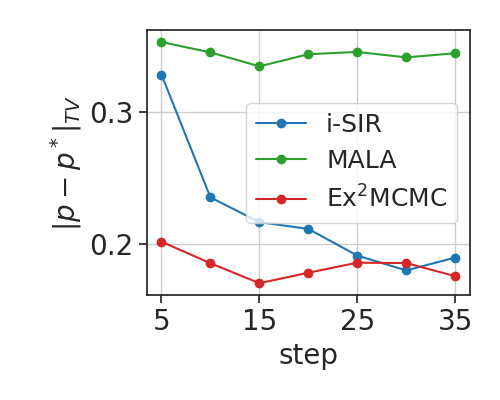 |p − p*|TV
0.3
0.2
i-SIR
MALA
Ex²MCMC
5 15 25 35
step